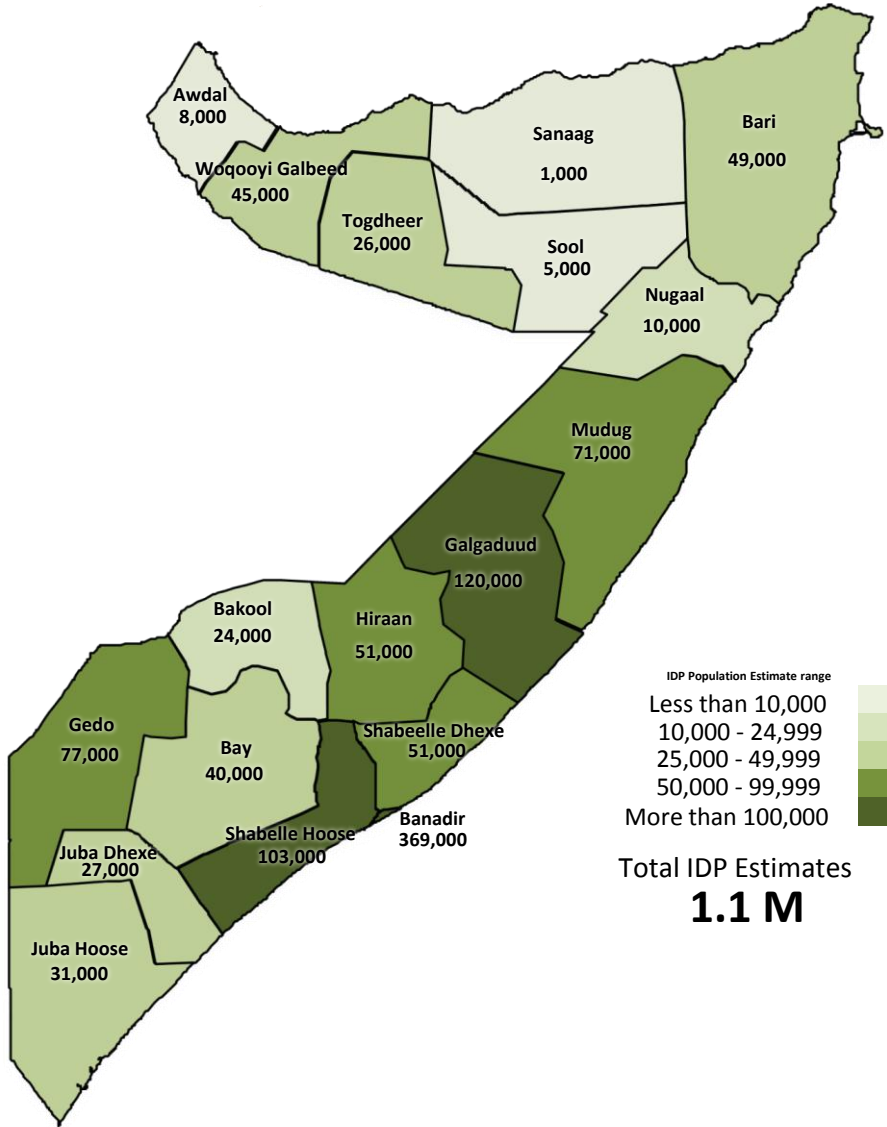 Awdal
8,000
Woqooyi Galbeed
45,000
Togdheer
26,000
Sanaag
1,000
Sool
5,000
Bari
49,000
Nugaal
10,000
Mudug
71,000
Galgaduud
120,000
Hiraan
51,000
Bakool
24,000
Gedo
77,000
Bay
40,000
Shabeelle Dhexe
51,000
Banadir
369,000
Shabelle Hoose
103,000
Juba Dhexe
27,000
Juba Hoose
31,000
IDP Population Estimate range
Less than 10,000
10,000 - 24,999
25,000 - 49,999
50,000 - 99,999
More than 100,000
Total IDP Estimates
1.1 M